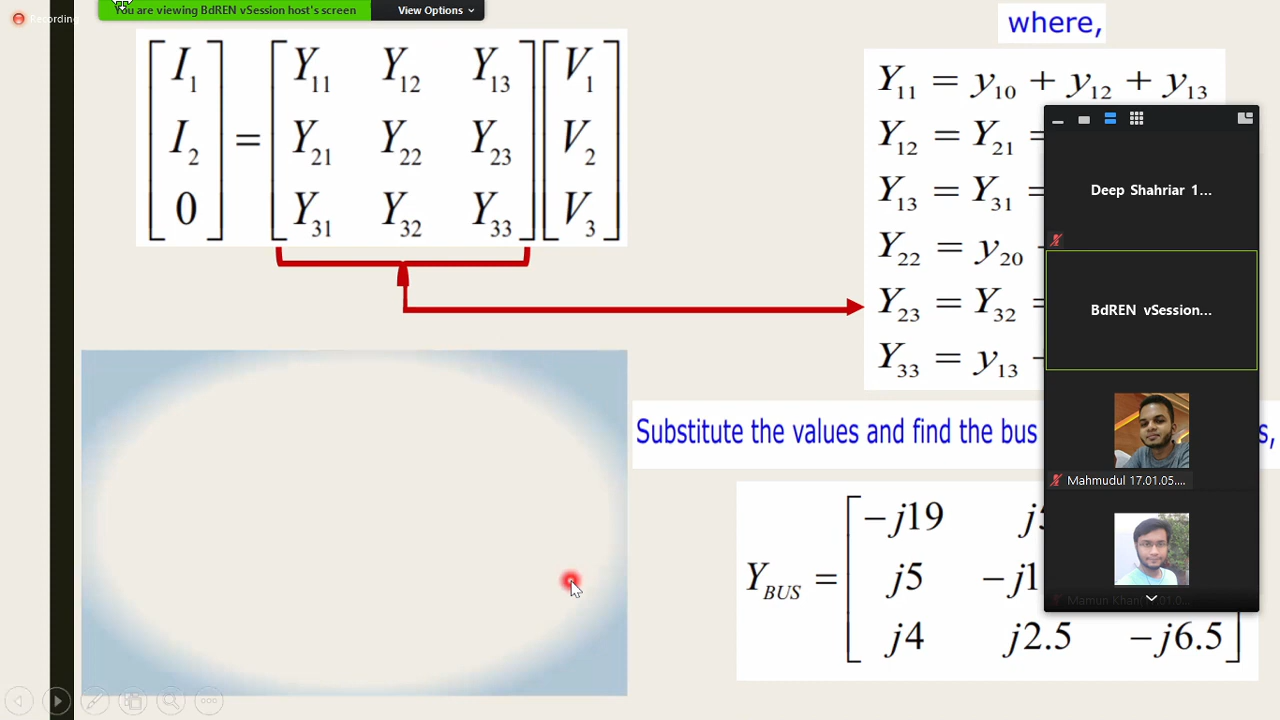 Recording
You are viewing BdREN vSession host's screen
View Options
where,
I1 Y11 Y12 Y13 V1
I2 = Y21 Y22 Y23 V2
0 Y31 Y32 Y33 V3
Y11 = y10 + y12 + y13
Y12 = Y21 =
Y13 = Y31 =
Y22 = y20
Y23 = Y32 =
Y33 = y13 -
Deep Shahriar 1...
BdREN vSession...
Mahmudul 17.01.05....
Substitute the values and find the bus
-j19
YBUS = j5 -j1
j4 j2.5 -j6.5